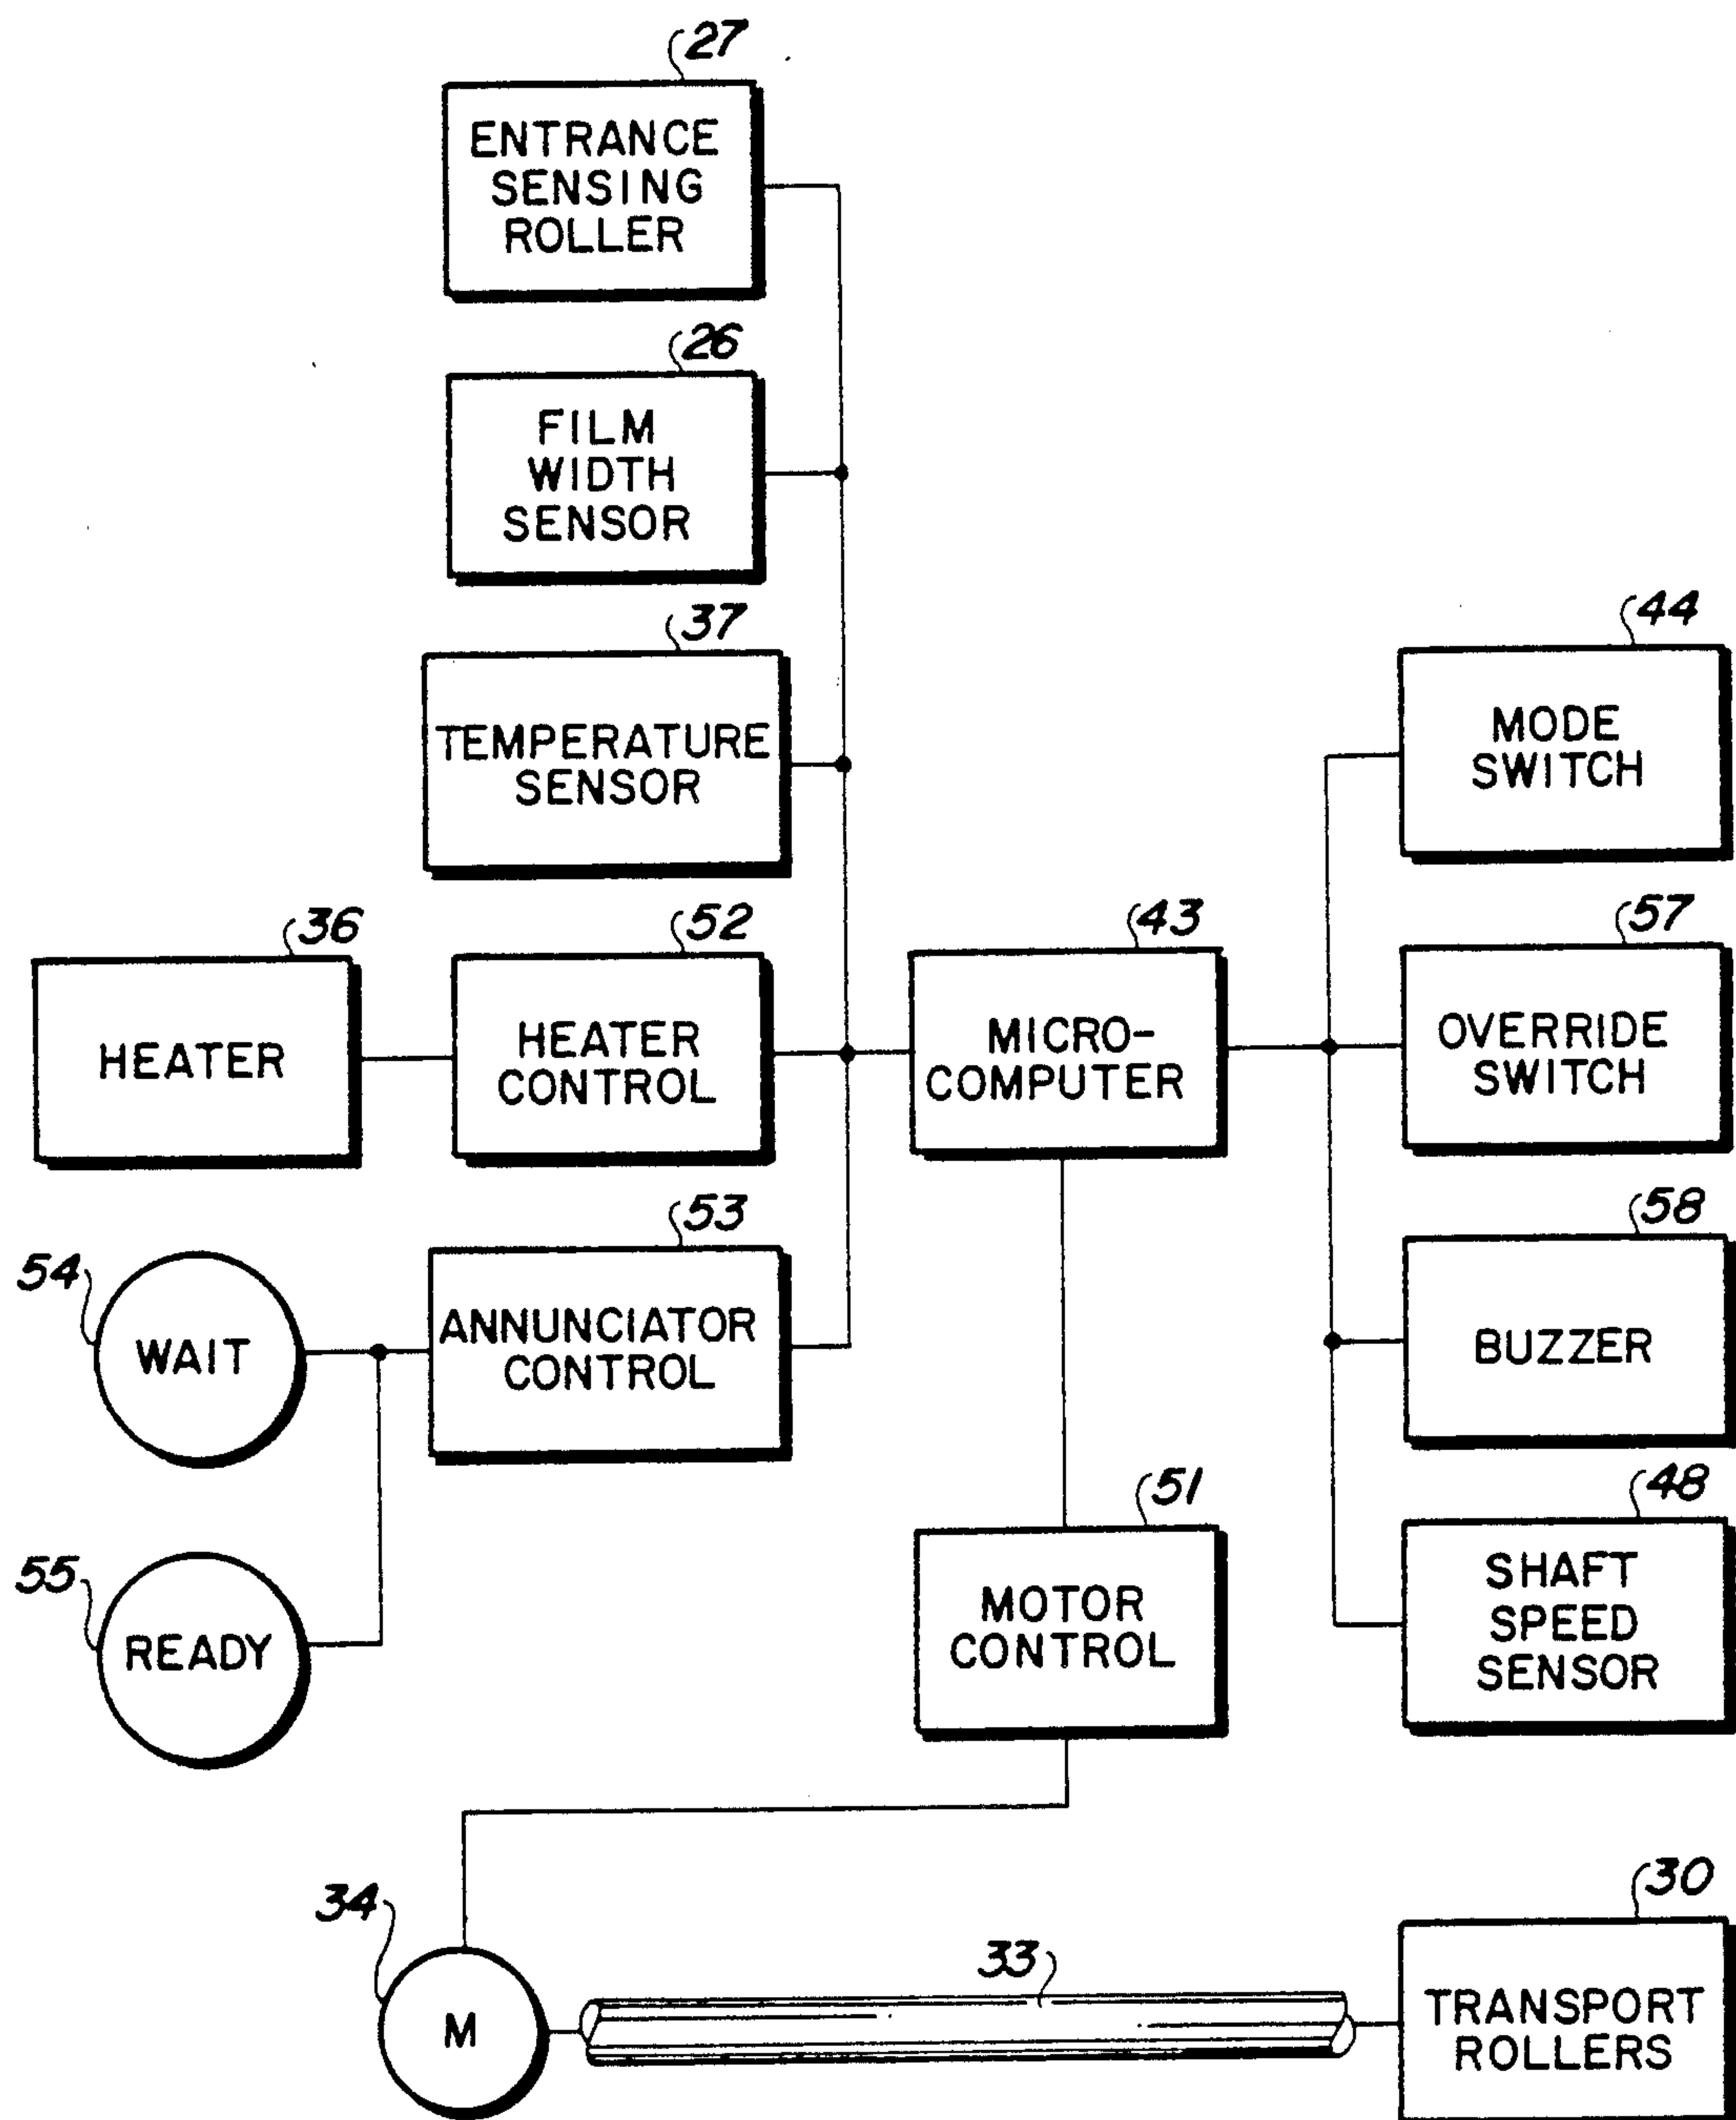 27
ENTRANCE
SENSING
ROLLER
26
FILM
WIDTH
SENSOR
37
TEMPERATURE
SENSOR
44
MODE
SWITCH
36
HEATER
52
HEATER
CONTROL
43
MICRO-
COMPUTER
57
OVERRIDE
SWITCH
54
WAIT
53
ANNUNCIATOR
CONTROL
58
BUZZER
55
READY
51
MOTOR
CONTROL
48
SHAFT
SPEED
SENSOR
34
M
33
30
TRANSPORT
ROLLERS